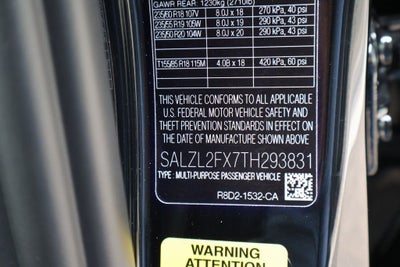 GAWR REAR: 1230kg (2710lb)
235/60 R18 107V 8.0J x 18 270 kPa, 40 psi
235/55 R19 105W 8.0J x 19 290 kPa, 43 psi
235/50 R20 104W 8.0J x 20 290 kPa, 43 psi
T155/85 R18 115M 4.0B x 18 420 kPa, 60 psi
THIS VEHICLE CONFORMS TO ALL APPLICABLE
U.S. FEDERAL MOTOR VEHICLE SAFETY AND
THEFT PREVENTION STANDARDS IN EFFECT ON
THE DATE OF MANUFACTURE SHOWN ABOVE
SALZL2FX7TH293831
TYPE : MULTI-PURPOSE PASSENGER VEHICLE
R8D2-1532-CA
WARNING
ATTENTION